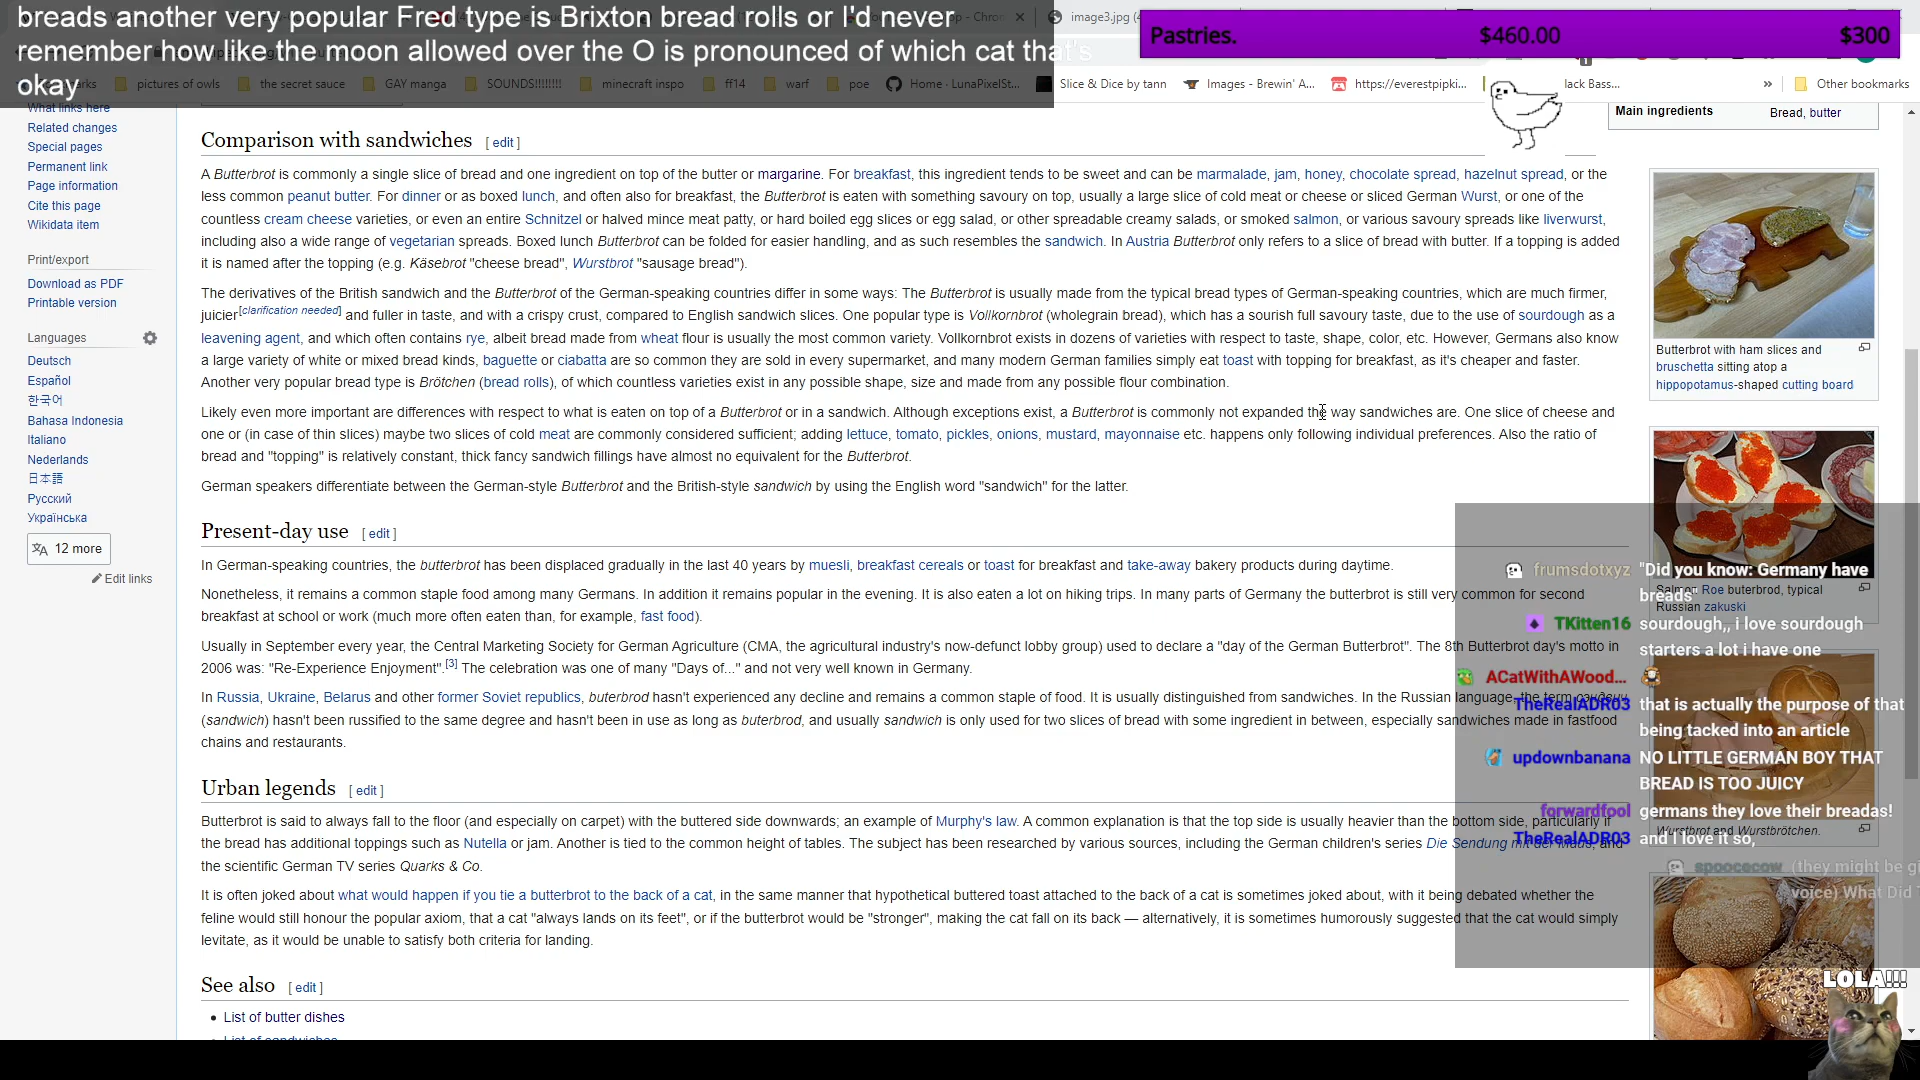 breads another very popular Fred type is Brixton bread rolls or I'd never
remember how like the moon allowed over the O is pronounced of which cat that's
okay
Pastries. $460.00 $300
image3.jpg (4
pictures of owls the secret sauce GAY manga SOUNDS!!!!!!!! minecraft inspo ff14 warf poe Home · LunaPixelSt... Slice & Dice by tann Images - Brewin' A... https://everestpipki... lack Bass... » Other bookmarks
What links here
Related changes
Special pages
Permanent link
Page information
Cite this page
Wikidata item
Print/export
Download as PDF
Printable version
Languages
Deutsch
Español
한국어
Bahasa Indonesia
Italiano
Nederlands
日本語
Русский
Українська
12 more
Edit links
Comparison with sandwiches [ edit ]
A Butterbrot is commonly a single slice of bread and one ingredient on top of the butter or margarine. For breakfast, this ingredient tends to be sweet and can be marmalade, jam, honey, chocolate spread, hazelnut spread, or the
less common peanut butter. For dinner or as boxed lunch, and often also for breakfast, the Butterbrot is eaten with something savoury on top, usually a large slice of cold meat or cheese or sliced German Wurst, or one of the
countless cream cheese varieties, or even an entire Schnitzel or halved mince meat patty, or hard boiled egg slices or egg salad, or other spreadable creamy salads, or smoked salmon, or various savoury spreads like liverwurst,
including also a wide range of vegetarian spreads. Boxed lunch Butterbrot can be folded for easier handling, and as such resembles the sandwich. In Austria Butterbrot only refers to a slice of bread with butter. If a topping is added
it is named after the topping (e.g. Käsebrot "cheese bread", Wurstbrot "sausage bread").
The derivatives of the British sandwich and the Butterbrot of the German-speaking countries differ in some ways: The Butterbrot is usually made from the typical bread types of German-speaking countries, which are much firmer,
juicier[clarification needed] and fuller in taste, and with a crispy crust, compared to English sandwich slices. One popular type is Vollkornbrot (wholegrain bread), which has a sourish full savoury taste, due to the use of sourdough as a
leavening agent, and which often contains rye, albeit bread made from wheat flour is usually the most common variety. Vollkornbrot exists in dozens of varieties with respect to taste, shape, color, etc. However, Germans also know
a large variety of white or mixed bread kinds, baguette or ciabatta are so common they are sold in every supermarket, and many modern German families simply eat toast with topping for breakfast, as it's cheaper and faster.
Another very popular bread type is Brötchen (bread rolls), of which countless varieties exist in any possible shape, size and made from any possible flour combination.
Likely even more important are differences with respect to what is eaten on top of a Butterbrot or in a sandwich. Although exceptions exist, a Butterbrot is commonly not expanded the way sandwiches are. One slice of cheese and
one or (in case of thin slices) maybe two slices of cold meat are commonly considered sufficient; adding lettuce, tomato, pickles, onions, mustard, mayonnaise etc. happens only following individual preferences. Also the ratio of
bread and "topping" is relatively constant, thick fancy sandwich fillings have almost no equivalent for the Butterbrot.
German speakers differentiate between the German-style Butterbrot and the British-style sandwich by using the English word "sandwich" for the latter.
Present-day use [ edit ]
In German-speaking countries, the butterbrot has been displaced gradually in the last 40 years by muesli, breakfast cereals or toast for breakfast and take-away bakery products during daytime.
Nonetheless, it remains a common staple food among many Germans. In addition it remains popular in the evening. It is also eaten a lot on hiking trips. In many parts of Germany the butterbrot is still very common for second
breakfast at school or work (much more often eaten than, for example, fast food).
Usually in September every year, the Central Marketing Society for German Agriculture (CMA, the agricultural industry's now-defunct lobby group) used to declare a "day of the German Butterbrot". The 8th Butterbrot day's motto in
2006 was: "Re-Experience Enjoyment".[3] The celebration was one of many "Days of..." and not very well known in Germany.
In Russia, Ukraine, Belarus and other former Soviet republics, buterbrod hasn't experienced any decline and remains a common staple of food. It is usually distinguished from sandwiches. In the Russian language, the term
(sandwich) hasn't been russified to the same degree and hasn't been in use as long as buterbrod, and usually sandwich is only used for two slices of bread with some ingredient in between, especially sandwiches made in fastfood
chains and restaurants.
Urban legends [ edit ]
Butterbrot is said to always fall to the floor (and especially on carpet) with the buttered side downwards; an example of Murphy's law. A common explanation is that the top side is usually heavier than the bottom side, particularly if
the bread has additional toppings such as Nutella or jam. Another is tied to the common height of tables. The subject has been researched by various sources, including the German children's series Die Sendung mit der Maus, and
the scientific German TV series Quarks & Co.
It is often joked about what would happen if you tie a butterbrot to the back of a cat, in the same manner that hypothetical buttered toast attached to the back of a cat is sometimes joked about, with it being debated whether the
feline would still honour the popular axiom, that a cat "always lands on its feet", or if the butterbrot would be "stronger", making the cat fall on its back — alternatively, it is sometimes humorously suggested that the cat would simply
levitate, as it would be unable to satisfy both criteria for landing.
See also [ edit ]
List of butter dishes
List of sandwiches
Main ingredients Bread, butter
Butterbrot with ham slices and
bruschetta sitting atop a
hippopotamus-shaped cutting board
Salmon Roe buterbrod, typical
Russian zakuski
Wurstbrot and Wurstbrötchen.
frumsdotxyz "Did you know: Germany have
breads"
TKitten16 sourdough,, i love sourdough
starters a lot i have one
ACatWithAWood...
TheRealADR03 that is actually the purpose of that
being tacked into an article
updownbanana NO LITTLE GERMAN BOY THAT
BREAD IS TOO JUICY
forwardfool germans they love their breadas!
TheRealADR03 and I love it so,
spoocecow (they might be gi
voice) What Did
LOLA!!!